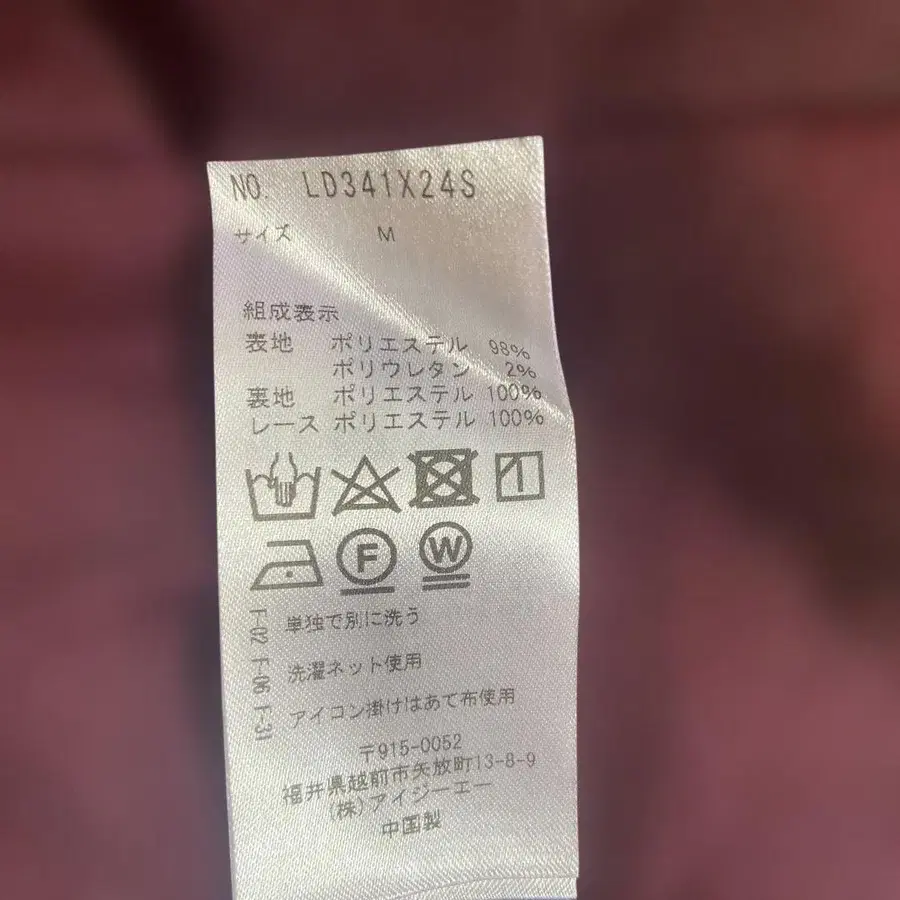 NO. LD341X24S
サイズ M
組成表示
表地 ポリエステル 98%
ポリウレタン 2%
裏地 ポリエステル 100%
レース ポリエステル 100%
F
W
F-02 単独で別に洗う
F-06 洗濯ネット使用
F-31 アイコン掛けはあて布使用
〒915-0052
福井県越前市矢放町13-8-9
(株)アイジーエー
中国製